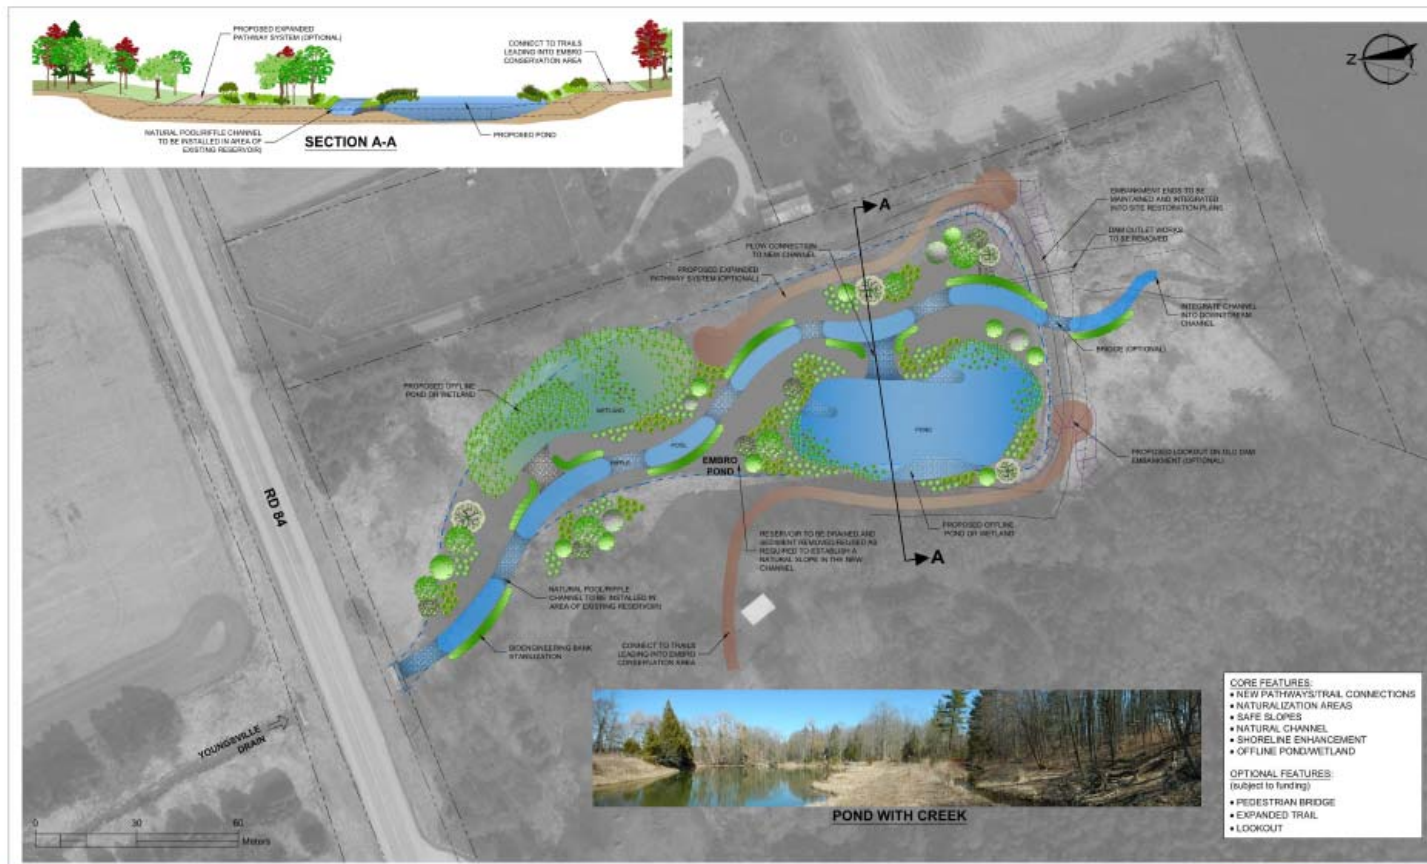 PROPOSED EXPANDED
PATHWAY SYSTEM (OPTIONAL)
CONNECT TO TRAILS
LEADING INTO EMBRO
CONSERVATION AREA
NATURAL POOL/RIFFLE CHANNEL
TO BE INSTALLED IN AREA OF
EXISTING RESERVOIR)
SECTION A-A
PROPOSED POND
Z
A
EMBANKMENT ENDS TO BE
MAINTAINED AND INTEGRATED
INTO SITE RESTORATION PLANS
DAM OUTLET WORKS
TO BE REMOVED
FLOW CONNECTION
TO NEW CHANNEL
PROPOSED EXPANDED
PATHWAY SYSTEM (OPTIONAL)
INTEGRATE CHANNEL
INTO DOWNSTREAM
CHANNEL
BRIDGE (OPTIONAL)
PROPOSED OFFLINE
POND OR WETLAND
WETLAND
POOL
RIFFLE
POND
EMBRO
POND
PROPOSED LOOKOUT ON OLD DAM
EMBANKMENT (OPTIONAL)
RD 84
PROPOSED OFFLINE
POND OR WETLAND
RESERVOIR TO BE DRAINED AND
SEDIMENT REMOVED/REUSED AS
REQUIRED TO ESTABLISH A
NATURAL SLOPE IN THE NEW
CHANNEL
A
NATURAL POOL/RIFFLE
CHANNEL TO BE INSTALLED IN
AREA OF EXISTING RESERVOIR)
BIOENGINEERING BANK
STABILIZATION
CONNECT TO TRAILS
LEADING INTO EMBRO
CONSERVATION AREA
YOUNGSVILLE
DRAIN
POND WITH CREEK
CORE FEATURES:
• NEW PATHWAYS/TRAIL CONNECTIONS
• NATURALIZATION AREAS
• SAFE SLOPES
• NATURAL CHANNEL
• SHORELINE ENHANCEMENT
• OFFLINE POND/WETLAND
OPTIONAL FEATURES:
(subject to funding)
• PEDESTRIAN BRIDGE
• EXPANDED TRAIL
• LOOKOUT
0 30 60
Meters